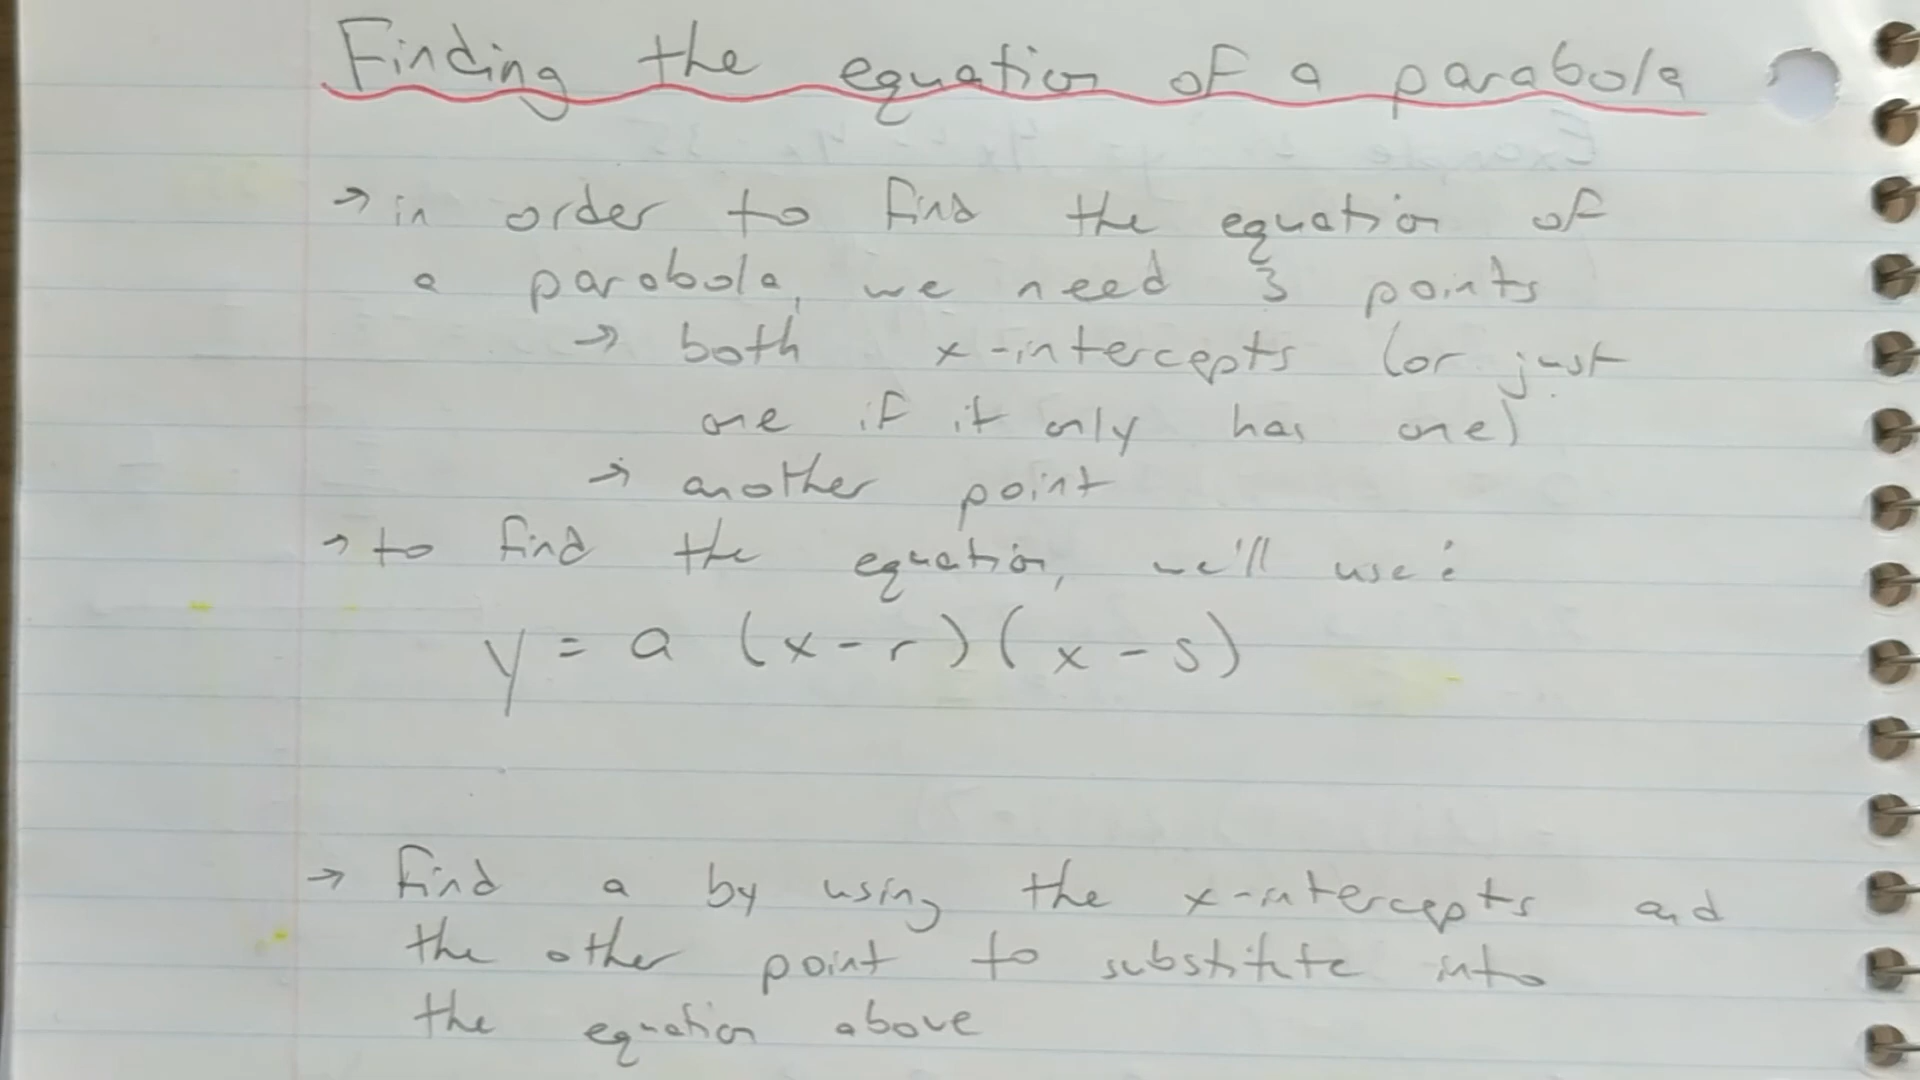 Finding the equation of a parabola
→ in order to find the equation of
a parabola, we need 3 points
→ both x-intercepts (or just
one if it only has one)
→ another point
→ to find the equation, we'll use:
y = a (x-r)(x-s)
→ find a by using the x-intercepts and
the other point to substitute into
the equation above